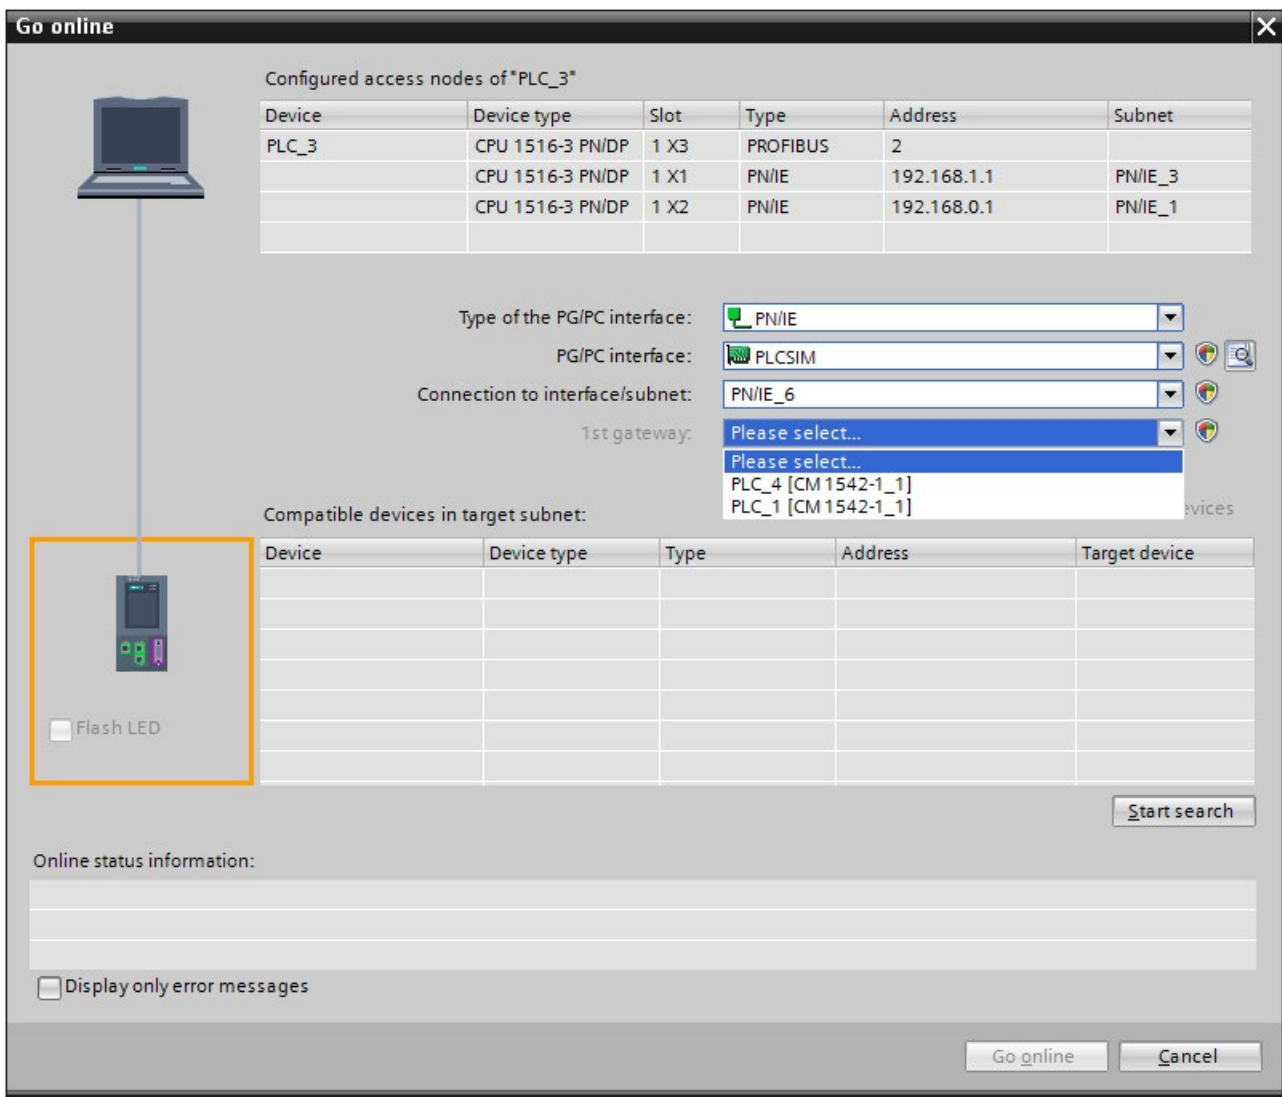 Go online
Configured access nodes of "PLC_3"
Device Device type Slot Type Address Subnet
PLC_3 CPU 1516-3 PN/DP 1 X3 PROFIBUS 2
CPU 1516-3 PN/DP 1 X1 PN/IE 192.168.1.1 PN/IE_3
CPU 1516-3 PN/DP 1 X2 PN/IE 192.168.0.1 PN/IE_1
Type of the PG/PC interface: PN/IE
PG/PC interface: PLCSIM
Connection to interface/subnet: PN/IE_6
1st gateway: Please select...
Please select...
PLC_4 [CM 1542-1_1]
PLC_1 [CM 1542-1_1]
Compatible devices in target subnet:
Device Device type Type Address Target device
Flash LED
Start search
Online status information:
Display only error messages
Go online Cancel